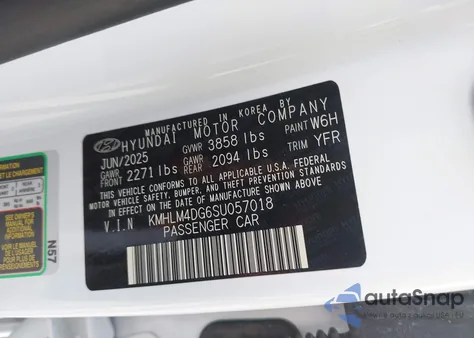 MANUFACTURED IN KOREA BY
HYUNDAI MOTOR COMPANY
JUN/2025 GVWR 3858 lbs PAINT W6H
GAWR FRONT 2271 lbs GAWR REAR 2094 lbs TRIM YFR
THIS VEHICLE CONFORMS TO ALL APPLICABLE U.S.A. FEDERAL
MOTOR VEHICLE SAFETY, BUMPER, AND THEFT PREVENTION
STANDARDS IN EFFECT ON THE DATE OF MANUFACTURE SHOWN ABOVE.
V.I.N KMHLM4DG6SU057018
PASSENGER CAR
N57
autoSnap